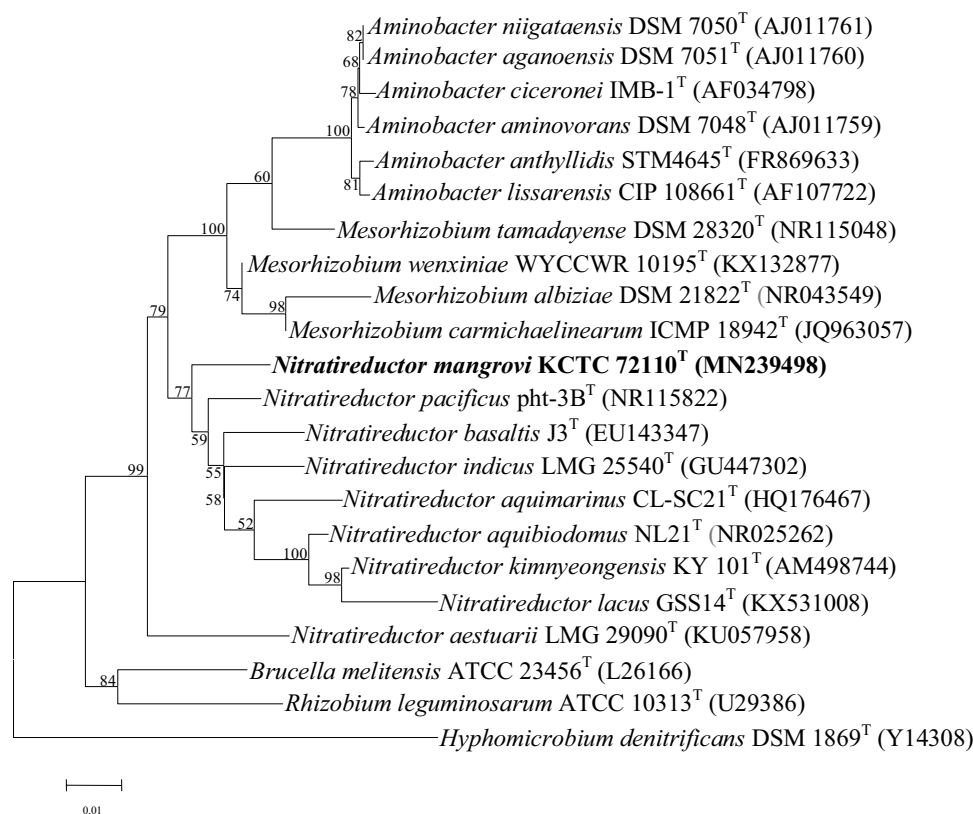 Aminobacter niigataensis DSM 7050T (AJ011761)
82
Aminobacter aganoensis DSM 7051T (AJ011760)
68
Aminobacter ciceronei IMB-1T (AF034798)
78
Aminobacter aminovorans DSM 7048T (AJ011759)
100
Aminobacter anthyllidis STM4645T (FR869633)
81
Aminobacter lissarensis CIP 108661T (AF107722)
60
Mesorhizobium tamadayense DSM 28320T (NR115048)
100
Mesorhizobium wenxiniae WYCCWR 10195T (KX132877)
74
Mesorhizobium albiziae DSM 21822T (NR043549)
98
Mesorhizobium carmichaelinearum ICMP 18942T (JQ963057)
79
Nitratireductor mangrovi KCTC 72110T (MN239498)
77
Nitratireductor pacificus pht-3BT (NR115822)
59
Nitratireductor basaltis J3T (EU143347)
55
Nitratireductor indicus LMG 25540T (GU447302)
99
58
Nitratireductor aquimarinus CL-SC21T (HQ176467)
52
Nitratireductor aquibiodomus NL21T (NR025262)
100
Nitratireductor kimnyeongensis KY 101T (AM498744)
98
Nitratireductor lacus GSS14T (KX531008)
Nitratireductor aestuarii LMG 29090T (KU057958)
Brucella melitensis ATCC 23456T (L26166)
84
Rhizobium leguminosarum ATCC 10313T (U29386)
Hyphomicrobium denitrificans DSM 1869T (Y14308)
0.01